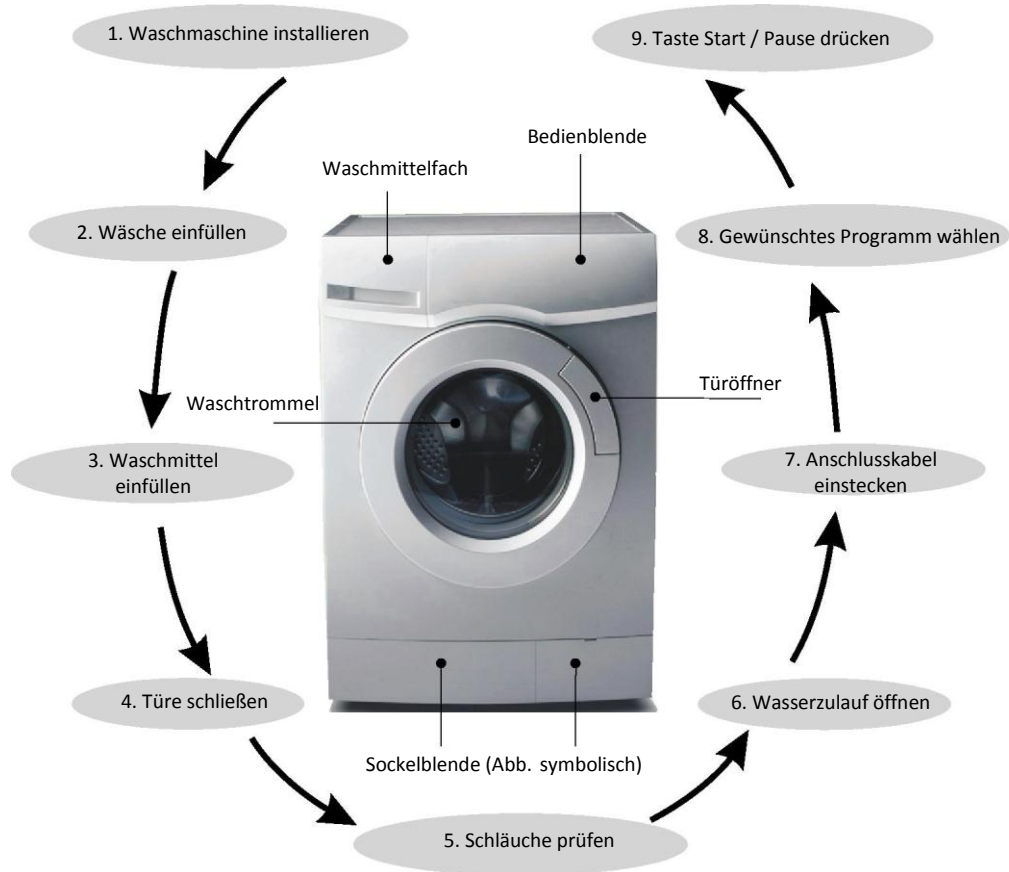 1. Waschmaschine installieren
9. Taste Start / Pause drücken
Bedienblende
Waschmittelfach
2. Wäsche einfüllen
8. Gewünschtes Programm wählen
Türöffner
Waschtrommel
3. Waschmittel
einfüllen
7. Anschlusskabel
einstecken
4. Türe schließen
6. Wasserzulauf öffnen
Sockelblende (Abb. symbolisch)
5. Schläuche prüfen